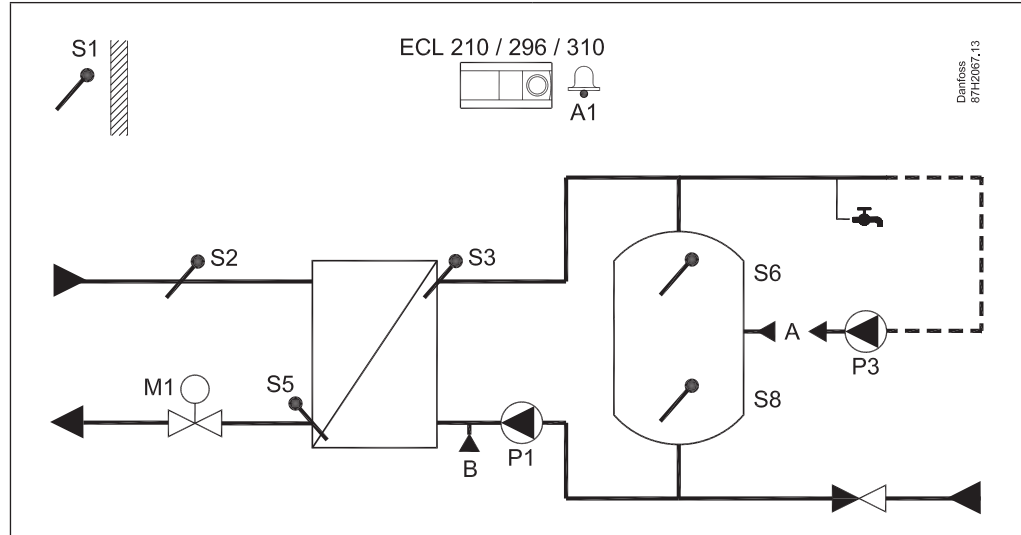 S1
ECL 210 / 296 / 310
A1
Danfoss
87H2067.13
S2
S3
S6
A
P3
M1
S5
S8
B
P1